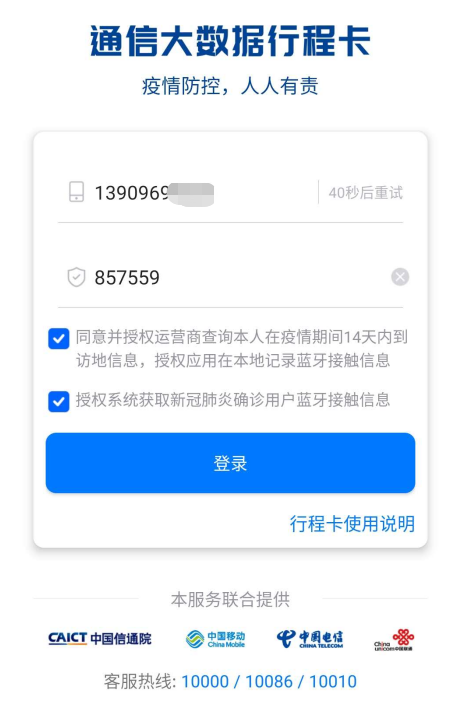 通信大数据行程卡
疫情防控，人人有责
1390969
40秒后重试
857559
同意并授权运营商查询本人在疫情期间14天内到
访地信息，授权应用在本地记录蓝牙接触信息
授权系统获取新冠肺炎确诊用户蓝牙接触信息
登录
行程卡使用说明
本服务联合提供
CAICT 中国信通院
中国移动
China Mobile
中国电信
CHINA TELECOM
China
unicom中国联通
客服热线: 10000 / 10086 / 10010